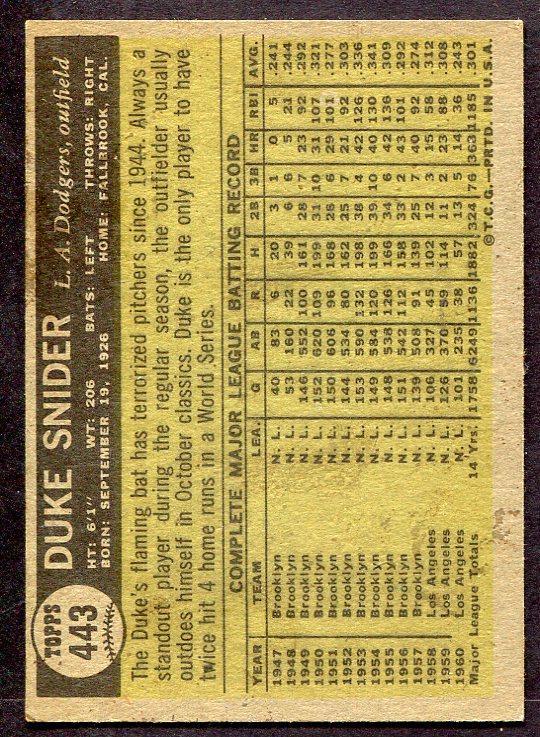 TOPPS
443
DUKE SNIDER L. A. Dodgers, outfield
HT: 6'1" WT: 206 BATS: LEFT THROWS: RIGHT
BORN: SEPTEMBER 19, 1926 HOME: FALLBROOK, CAL.
The Duke's flaming bat has terrorized pitchers since 1944. Always a
standout player during the regular season, the outfielder usually
outdoes himself in October classics. Duke is the only player to have
twice hit 4 home runs in a World Series.
COMPLETE MAJOR LEAGUE BATTING RECORD
YEAR TEAM LEA. G AB R H 2B 3B HR RBI AVG.
1947 Brooklyn N. L. 40 83 6 20 3 1 0 5 .241
1948 Brooklyn N. L. 53 160 22 39 6 6 5 21 .244
1949 Brooklyn N. L. 146 552 100 161 28 7 23 92 .292
1950 Brooklyn N. L. 152 620 109 199 31 10 31 107 .321
1951 Brooklyn N. L. 150 606 96 168 26 6 29 101 .277
1952 Brooklyn N. L. 144 534 80 162 25 7 21 92 .303
1953 Brooklyn N. L. 153 590 132 198 38 4 42 126 .336
1954 Brooklyn N. L. 149 584 120 199 39 10 40 130 .341
1955 Brooklyn N. L. 148 538 126 166 34 6 42 136 .309
1956 Brooklyn N. L. 151 542 112 158 33 2 43 101 .292
1957 Brooklyn N. L. 139 508 91 139 25 7 40 92 .274
1958 Los Angeles N. L. 106 327 45 102 12 3 15 58 .312
1959 Los Angeles N. L. 126 370 59 114 11 2 23 88 .308
1960 Los Angeles N. L. 101 235 38 57 13 5 14 36 .243
Major League Totals 14 Yrs. 1758 6249 1136 1882 324 76 363 1185 .301
©T.C.G.—PRTD. IN U.S.A.